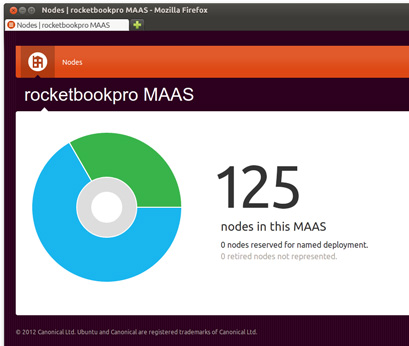 Nodes | rocketbookpro MAAS - Mozilla Firefox
Nodes | rocketbookpro MAAS
Nodes
rocketbookpro MAAS
125
nodes in this MAAS
0 nodes reserved for named deployment.
0 retired nodes not represented.
© 2012 Canonical Ltd. Ubuntu and Canonical are registered trademarks of Canonical Ltd.